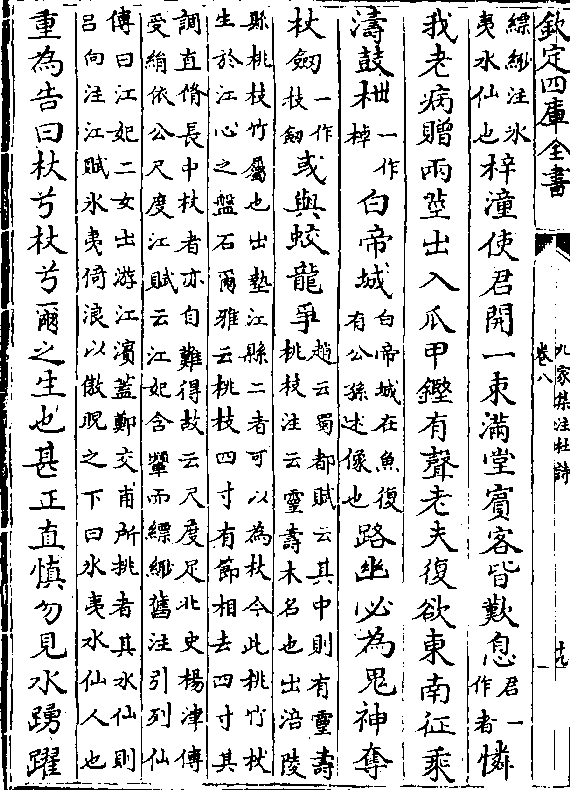 欽定四庫全書
九家集注杜詩
卷八
十九
縹緲注氷
夷水仙也
梓潼使君開一束滿堂賓客皆歎息
君一
作者
憐
我老病贈兩莖出入爪甲鏗有聲老夫復欲東南征乘
濤鼓枻
一作
棹
白帝城
白帝城在魚復
有公孫述像也
路幽必為鬼神奪
杖劒
一作
拔劒
或與蛟龍爭
趙云蜀都賦云其中則有靈壽
桃枝注云靈壽木名也出涪陵
縣桃枝竹屬也出墊江縣二者可以為杖今此桃竹杖
生於江心之盤石爾雅云桃枝四寸有節相去四寸其
調直脩長中杖者亦自難得故云尺度足北史楊津傳
受絹依公尺度江賦云江妃含顰而縹緲舊注引列仙
傳曰江妃二女出游江濱蓋鄭交甫所挑者其水仙則
呂向注江賦氷夷倚浪以傲睨之下曰氷夷水仙人也
重為告曰杖兮杖兮爾之生也甚正直慎勿見水踴躍